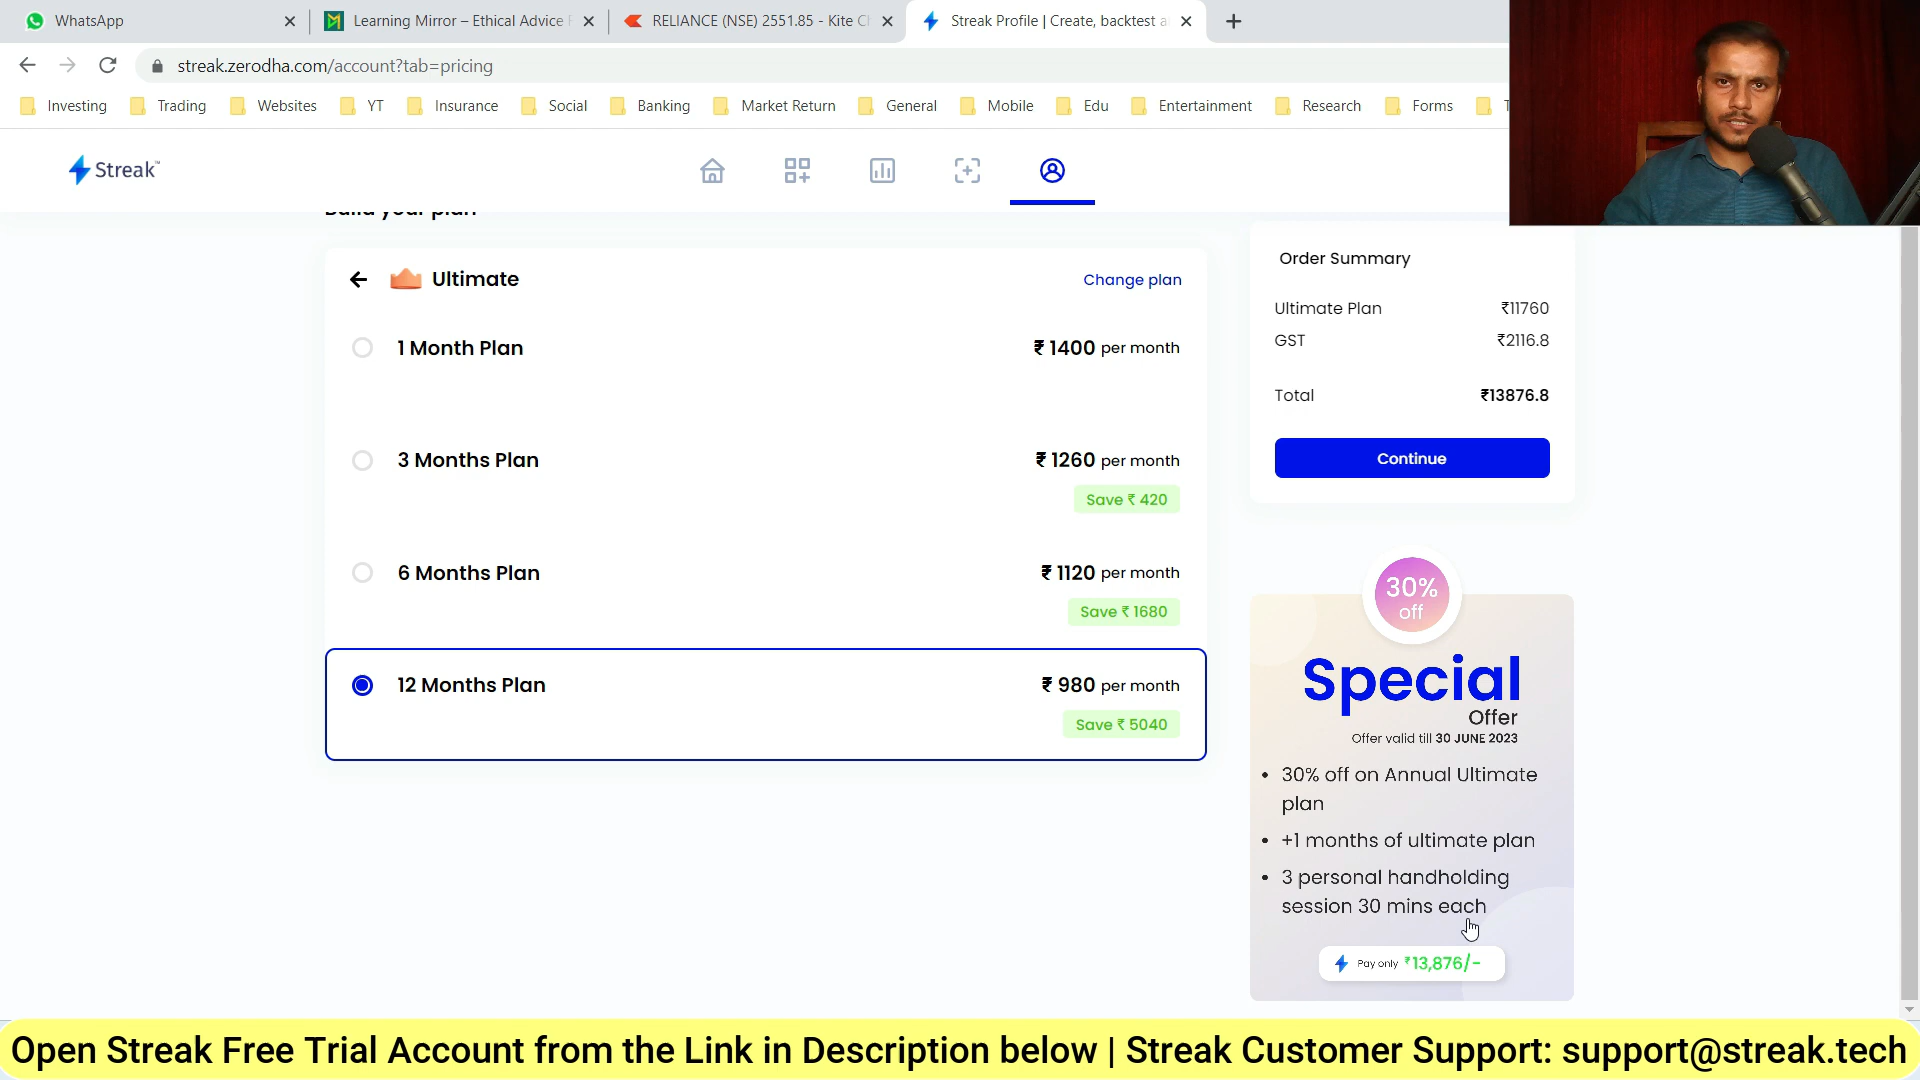 WhatsApp
Learning Mirror – Ethical Advice
RELIANCE (NSE) 2551.85 - Kite
Streak Profile | Create, backtest
streak.zerodha.com/account?tab=pricing
Investing Trading Websites YT Insurance Social Banking Market Return General Mobile Edu Entertainment Research Forms
Streak™
Build your plan
Ultimate
Change plan
1 Month Plan
₹ 1400 per month
3 Months Plan
₹ 1260 per month
Save ₹ 420
6 Months Plan
₹ 1120 per month
Save ₹ 1680
12 Months Plan
₹ 980 per month
Save ₹ 5040
Order Summary
Ultimate Plan ₹11760
GST ₹2116.8
Total ₹13876.8
Continue
30%
off
Special
Offer
Offer valid till 30 JUNE 2023
• 30% off on Annual Ultimate
plan
• +1 months of ultimate plan
• 3 personal handholding
session 30 mins each
Pay only ₹13,876/-
Open Streak Free Trial Account from the Link in Description below | Streak Customer Support: support@streak.tech